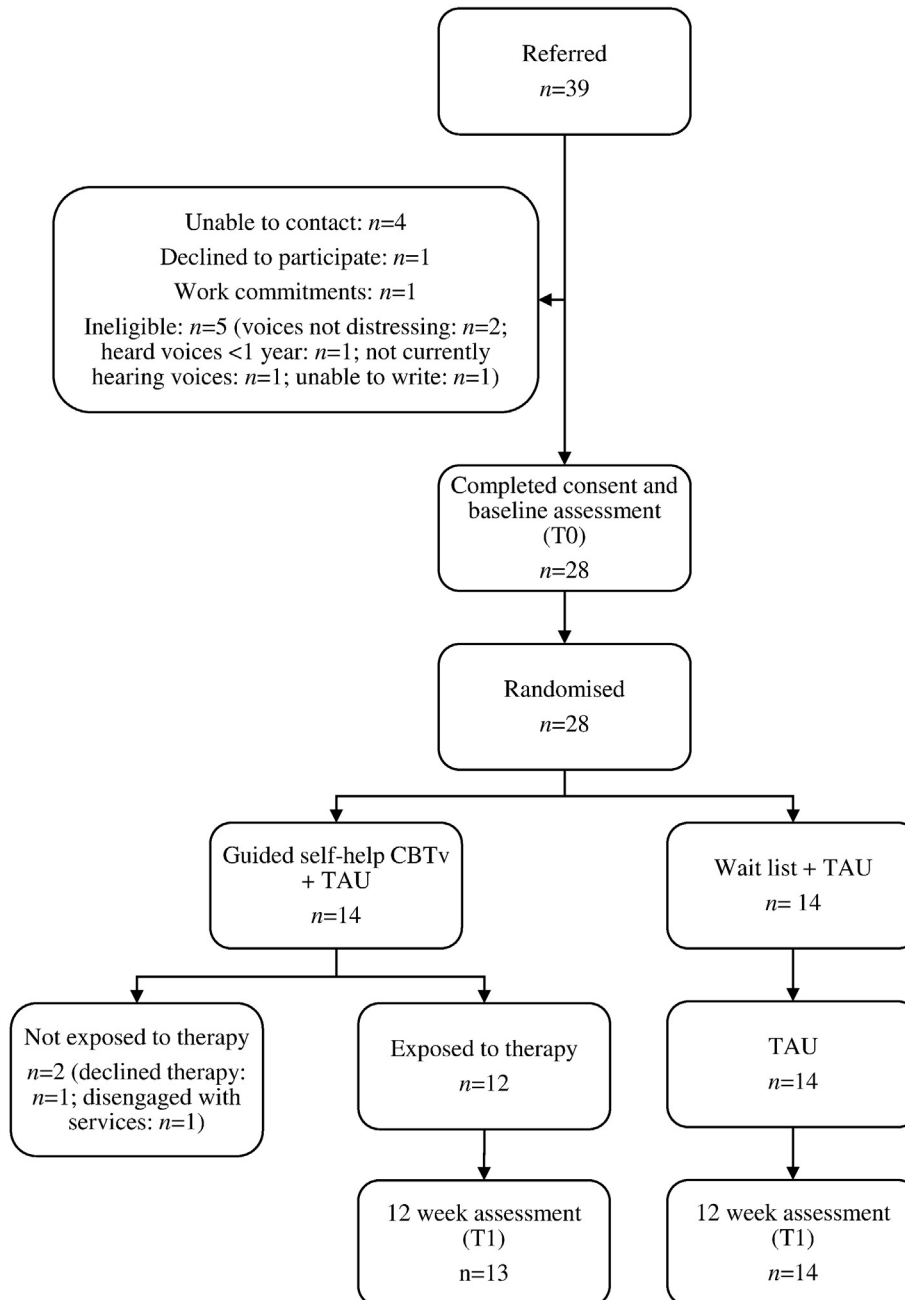 Referred
n=39
Unable to contact: n=4
Declined to participate: n=1
Work commitments: n=1
Ineligible: n=5 (voices not distressing: n=2;
heard voices <1 year: n=1; not currently
hearing voices: n=1; unable to write: n=1)
Completed consent and
baseline assessment
(T0)
n=28
Randomised
n=28
Guided self-help CBTv
+ TAU
n=14
Wait list + TAU
n= 14
Not exposed to therapy
n=2 (declined therapy:
n=1; disengaged with
services: n=1)
Exposed to therapy
n=12
TAU
n=14
12 week assessment
(T1)
n=13
12 week assessment
(T1)
n=14